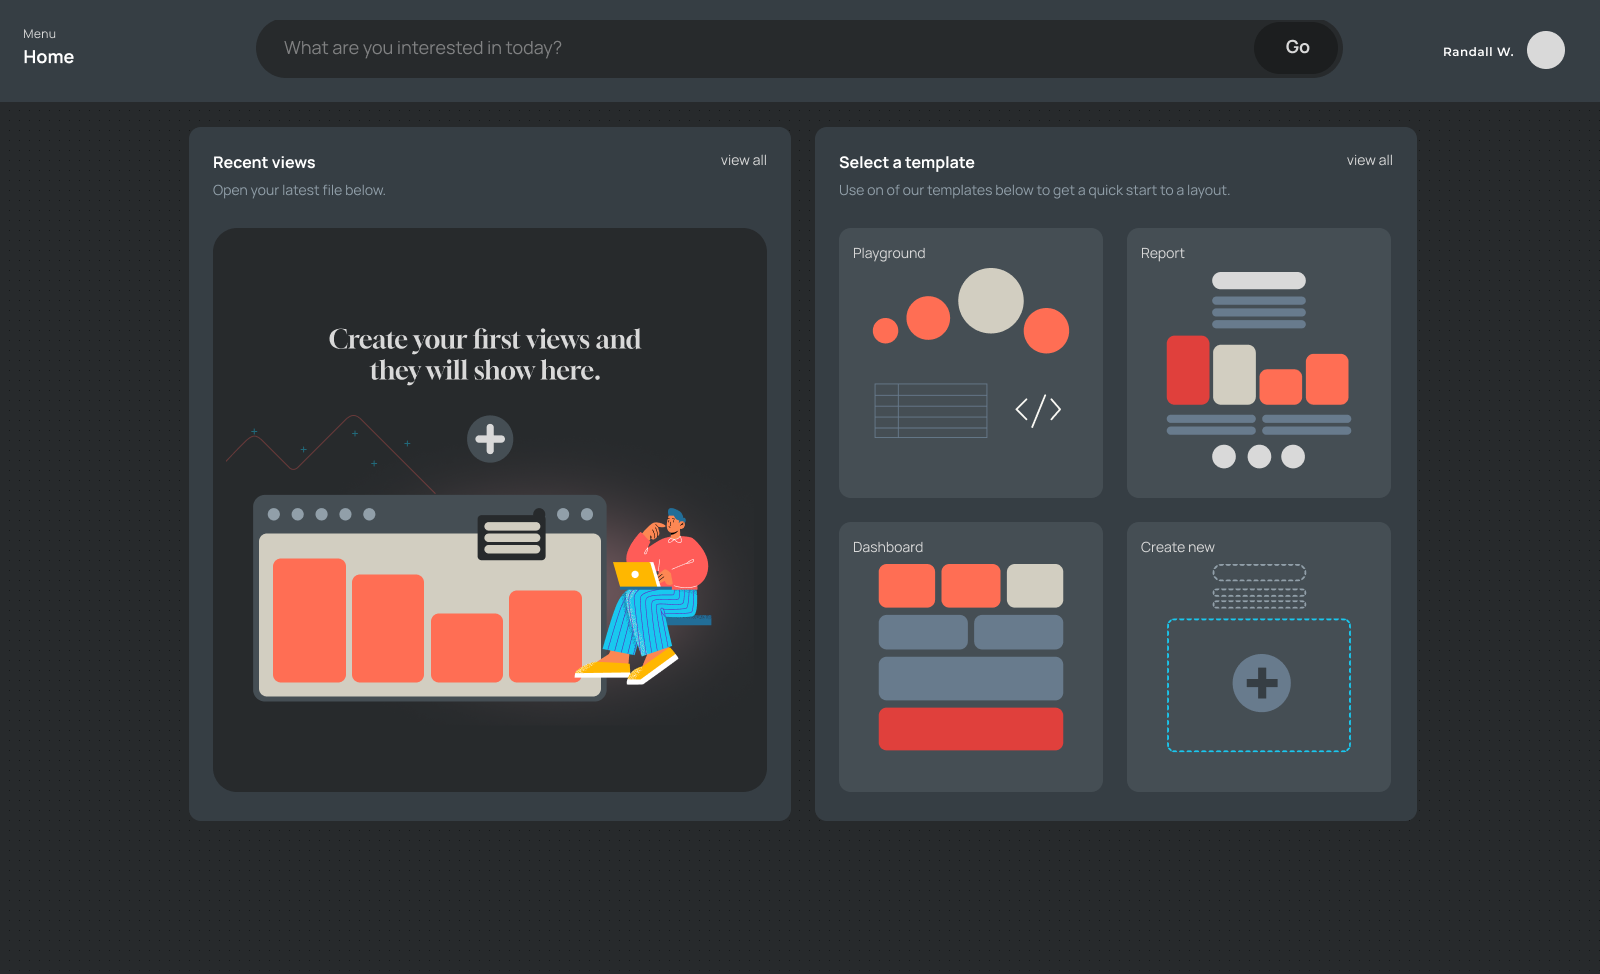 Menu
Home
What are you interested in today?
Go
Randall W.
Recent views
view all
Open your latest file below.
Create your first views and
they will show here.
Select a template
view all
Use on of our templates below to get a quick start to a layout.
Playground
Report
</>
Dashboard
Create new